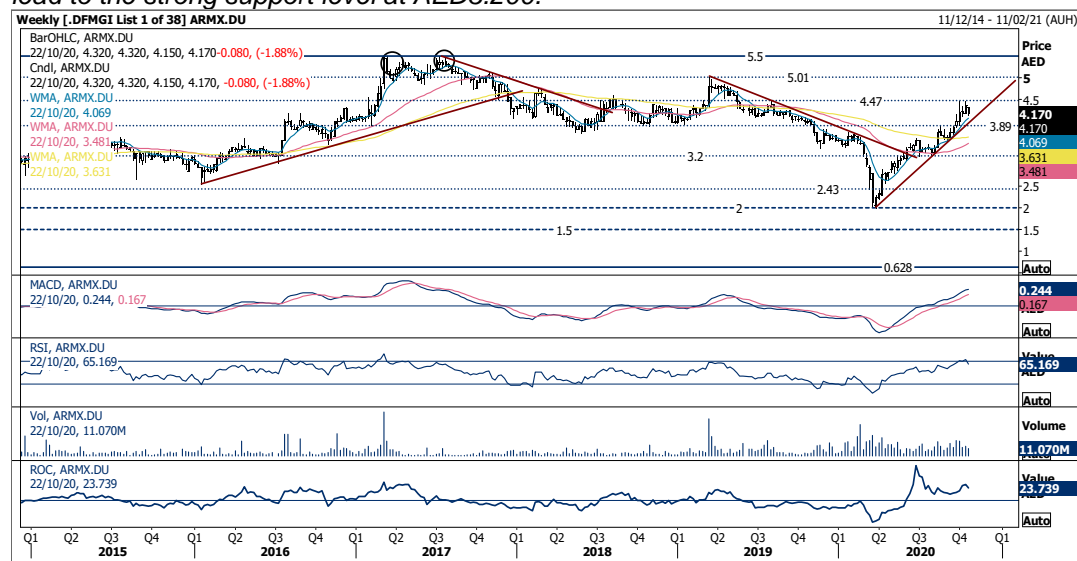 lead to the strong support level at AED3.200.
Weekly [.DFMGI List 1 of 38] ARMX.DU
11/12/14 - 11/02/21 (AUH)
BarOHLC, ARMX.DU
22/10/20, 4.320, 4.320, 4.150, 4.170-0.080, (-1.88%)
Cndl, ARMX.DU
22/10/20, 4.320, 4.320, 4.150, 4.170, -0.080, (-1.88%)
WMA, ARMX.DU
22/10/20, 4.069
WMA, ARMX.DU
22/10/20, 3.481
WMA, ARMX.DU
22/10/20, 3.631
5.5
5.01
4.47
3.89
3.2
2.43
2
1.5
0.628
Price
AED
5
4.5
4.170
4.170
4.069
3.631
3.481
2.5
2
1.5
1
Auto
MACD, ARMX.DU
22/10/20, 0.244, 0.167
0.244
0.167
Auto
RSI, ARMX.DU
22/10/20, 65.169
Value
65.169
AED
Auto
Vol, ARMX.DU
22/10/20, 11.070M
Volume
11.070M
ROC, ARMX.DU
22/10/20, 23.739
Value
23.739
Auto
Q1 Q2 Q3 Q4 Q1 Q2 Q3 Q4 Q1 Q2 Q3 Q4 Q1 Q2 Q3 Q4 Q1 Q2 Q3 Q4 Q1 Q2 Q3 Q4 Q1
2015 2016 2017 2018 2019 2020